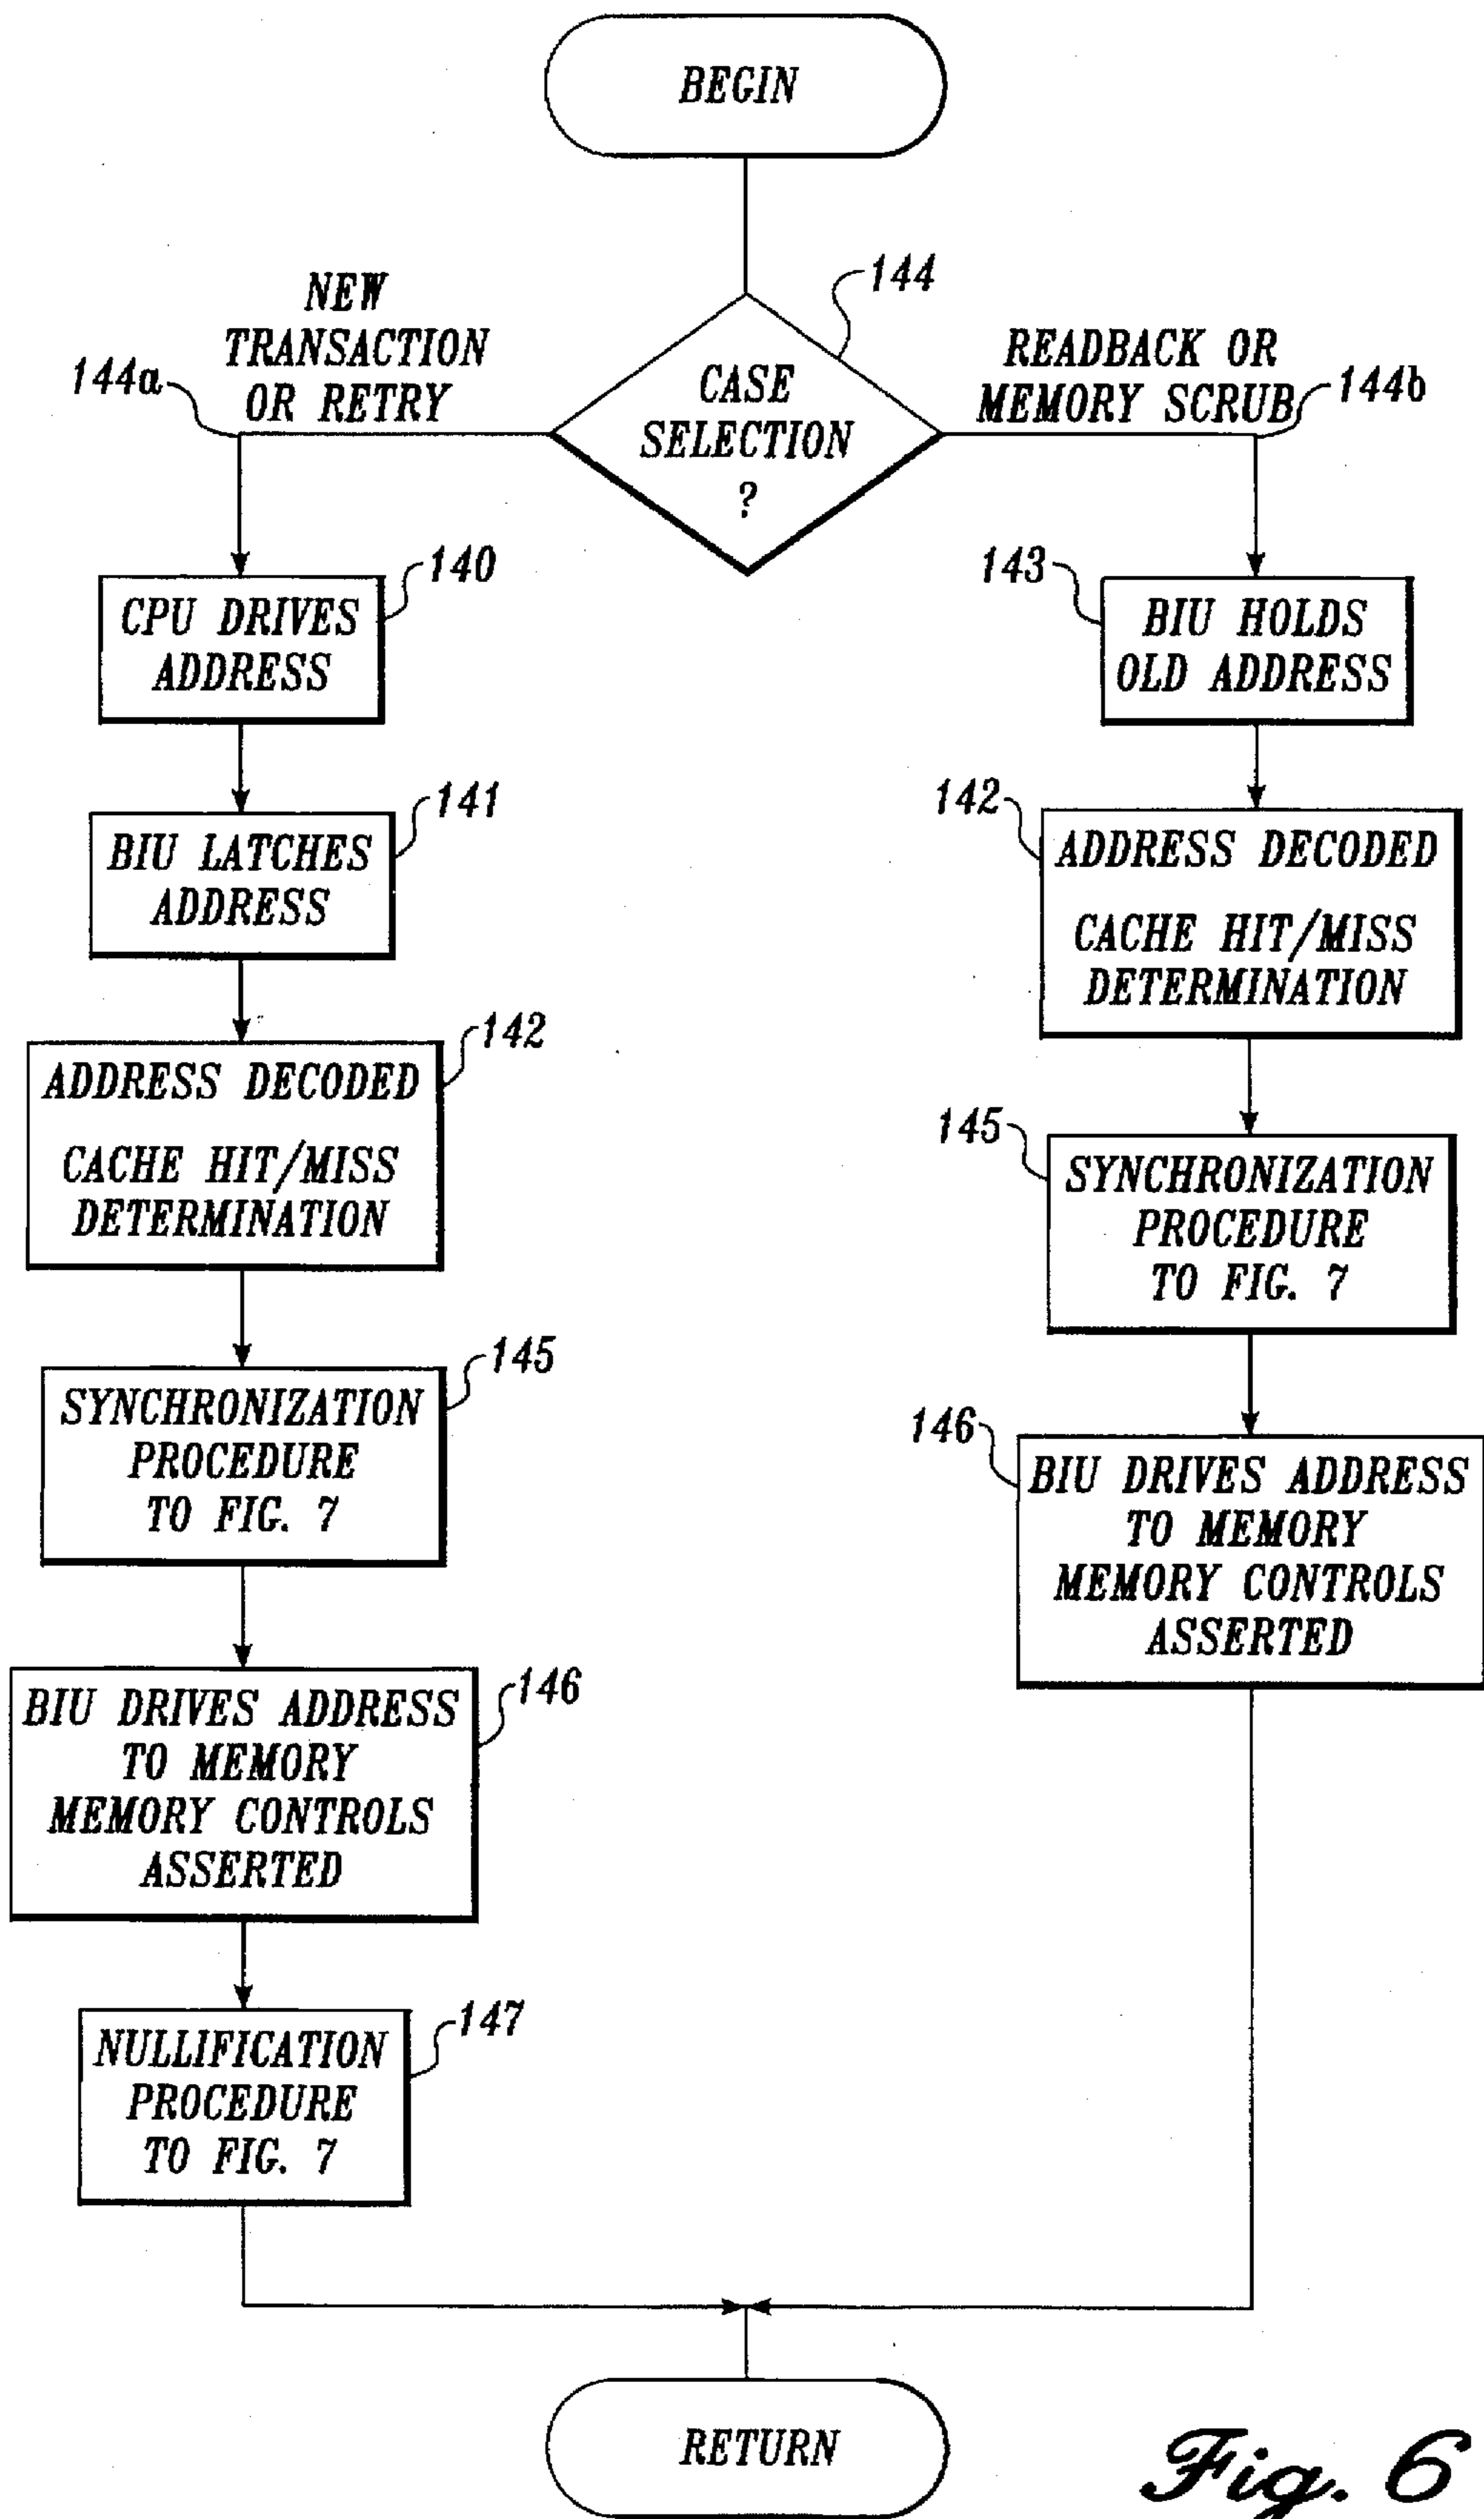 BEGIN
144
NEW
TRANSACTION
OR RETRY
144a
CASE
SELECTION
?
READBACK OR
MEMORY SCRUB
144b
140
CPU DRIVES
ADDRESS
141
BIU LATCHES
ADDRESS
142
ADDRESS DECODED
CACHE HIT/MISS
DETERMINATION
145
SYNCHRONIZATION
PROCEDURE
TO FIG. 7
146
BIU DRIVES ADDRESS
TO MEMORY
MEMORY CONTROLS
ASSERTED
147
NULLIFICATION
PROCEDURE
TO FIG. 7
143
BIU HOLDS
OLD ADDRESS
142
ADDRESS DECODED
CACHE HIT/MISS
DETERMINATION
145
SYNCHRONIZATION
PROCEDURE
TO FIG. 7
146
BIU DRIVES ADDRESS
TO MEMORY
MEMORY CONTROLS
ASSERTED
RETURN
Fig. 6